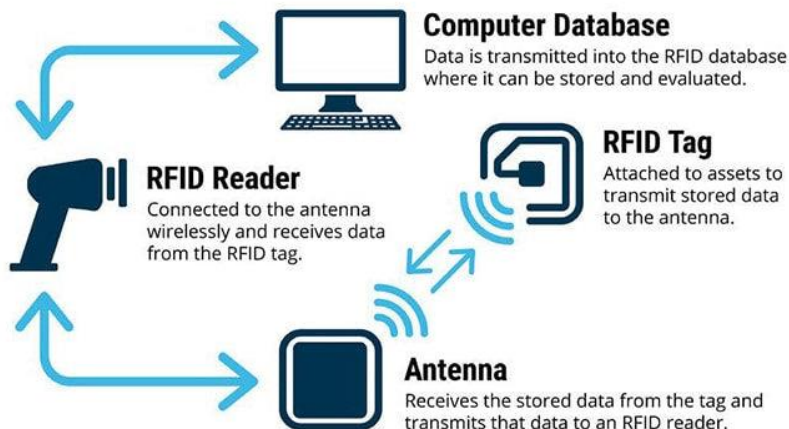 Computer Database
Data is transmitted into the RFID database
where it can be stored and evaluated.
RFID Tag
Attached to assets to
transmit stored data
to the antenna.
RFID Reader
Connected to the antenna
wirelessly and receives data
from the RFID tag.
Antenna
Receives the stored data from the tag and
transmits that data to an RFID reader.